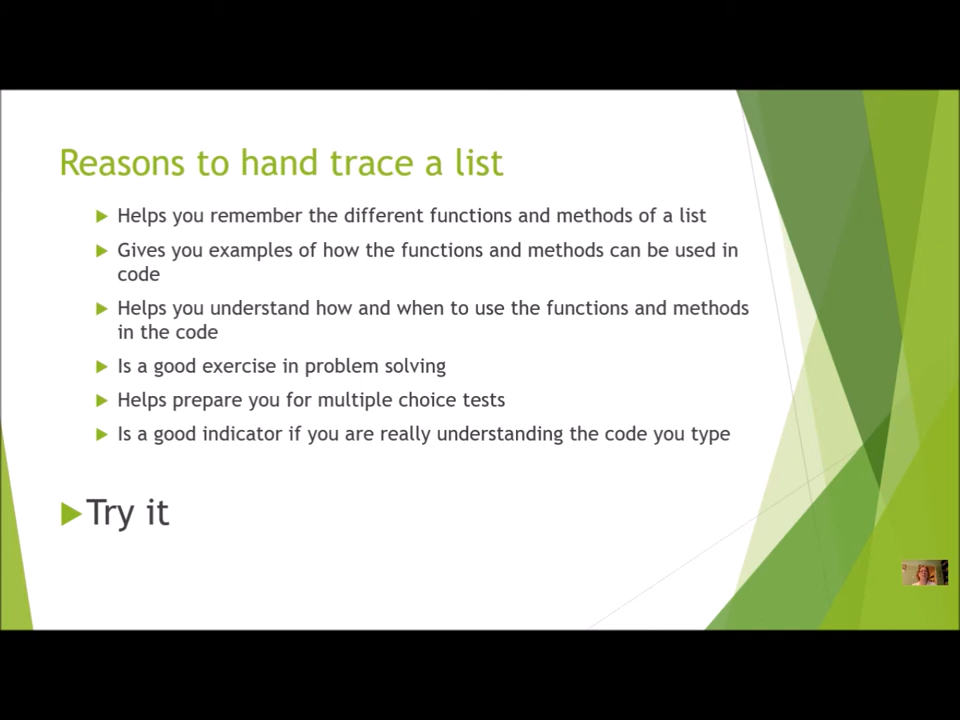 Reasons to hand trace a list
Helps you remember the different functions and methods of a list
Gives you examples of how the functions and methods can be used in
code
Helps you understand how and when to use the functions and methods
in the code
Is a good exercise in problem solving
Helps prepare you for multiple choice tests
Is a good indicator if you are really understanding the code you type
Try it